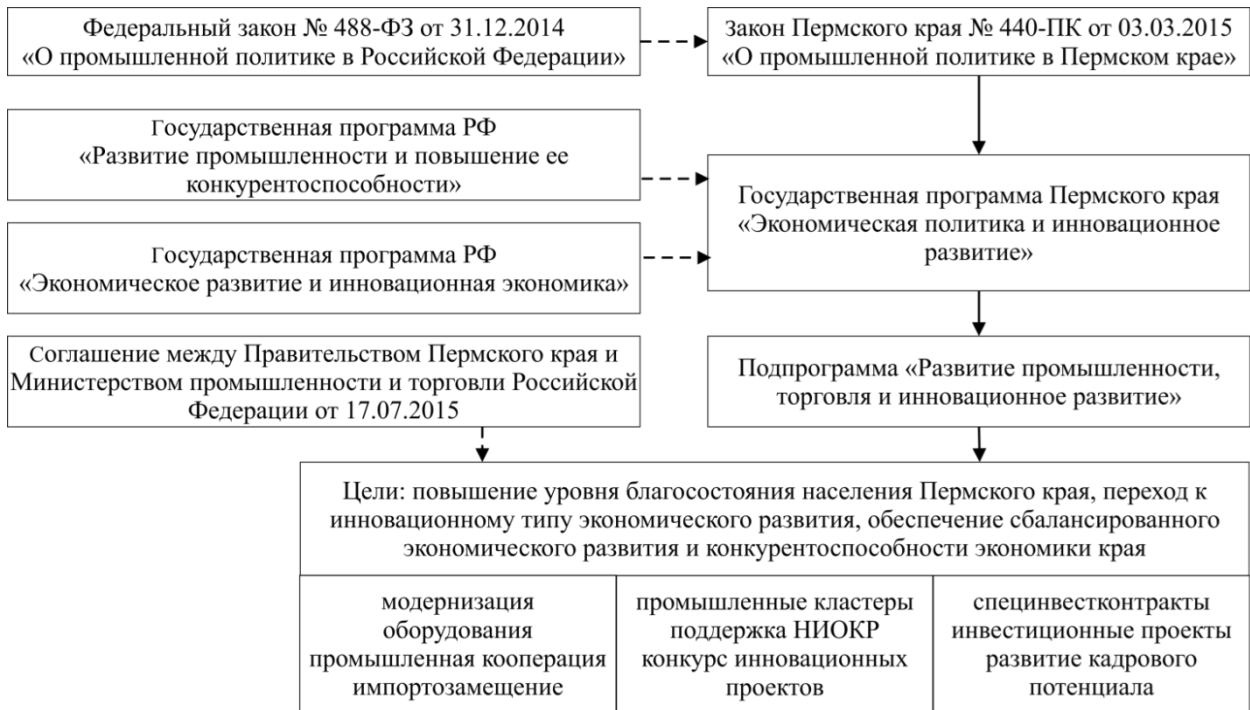 Федеральный закон № 488-ФЗ от 31.12.2014
«О промышленной политике в Российской Федерации»
Закон Пермского края № 440-ПК от 03.03.2015
«О промышленной политике в Пермском крае»
Государственная программа РФ
«Развитие промышленности и повышение ее
конкурентоспособности»
Государственная программа Пермского края
«Экономическая политика и инновационное
развитие»
Государственная программа РФ
«Экономическое развитие и инновационная экономика»
Соглашение между Правительством Пермского края и
Министерством промышленности и торговли Российской
Федерации от 17.07.2015
Подпрограмма «Развитие промышленности,
торговля и инновационное развитие»
Цели: повышение уровня благосостояния населения Пермского края, переход к
инновационному типу экономического развития, обеспечение сбалансированного
экономического развития и конкурентоспособности экономики края
модернизация
оборудования
промышленная кооперация
импортозамещение
промышленные кластеры
поддержка НИОКР
конкурс инновационных
проектов
специнвестконтракты
инвестиционные проекты
развитие кадрового
потенциала